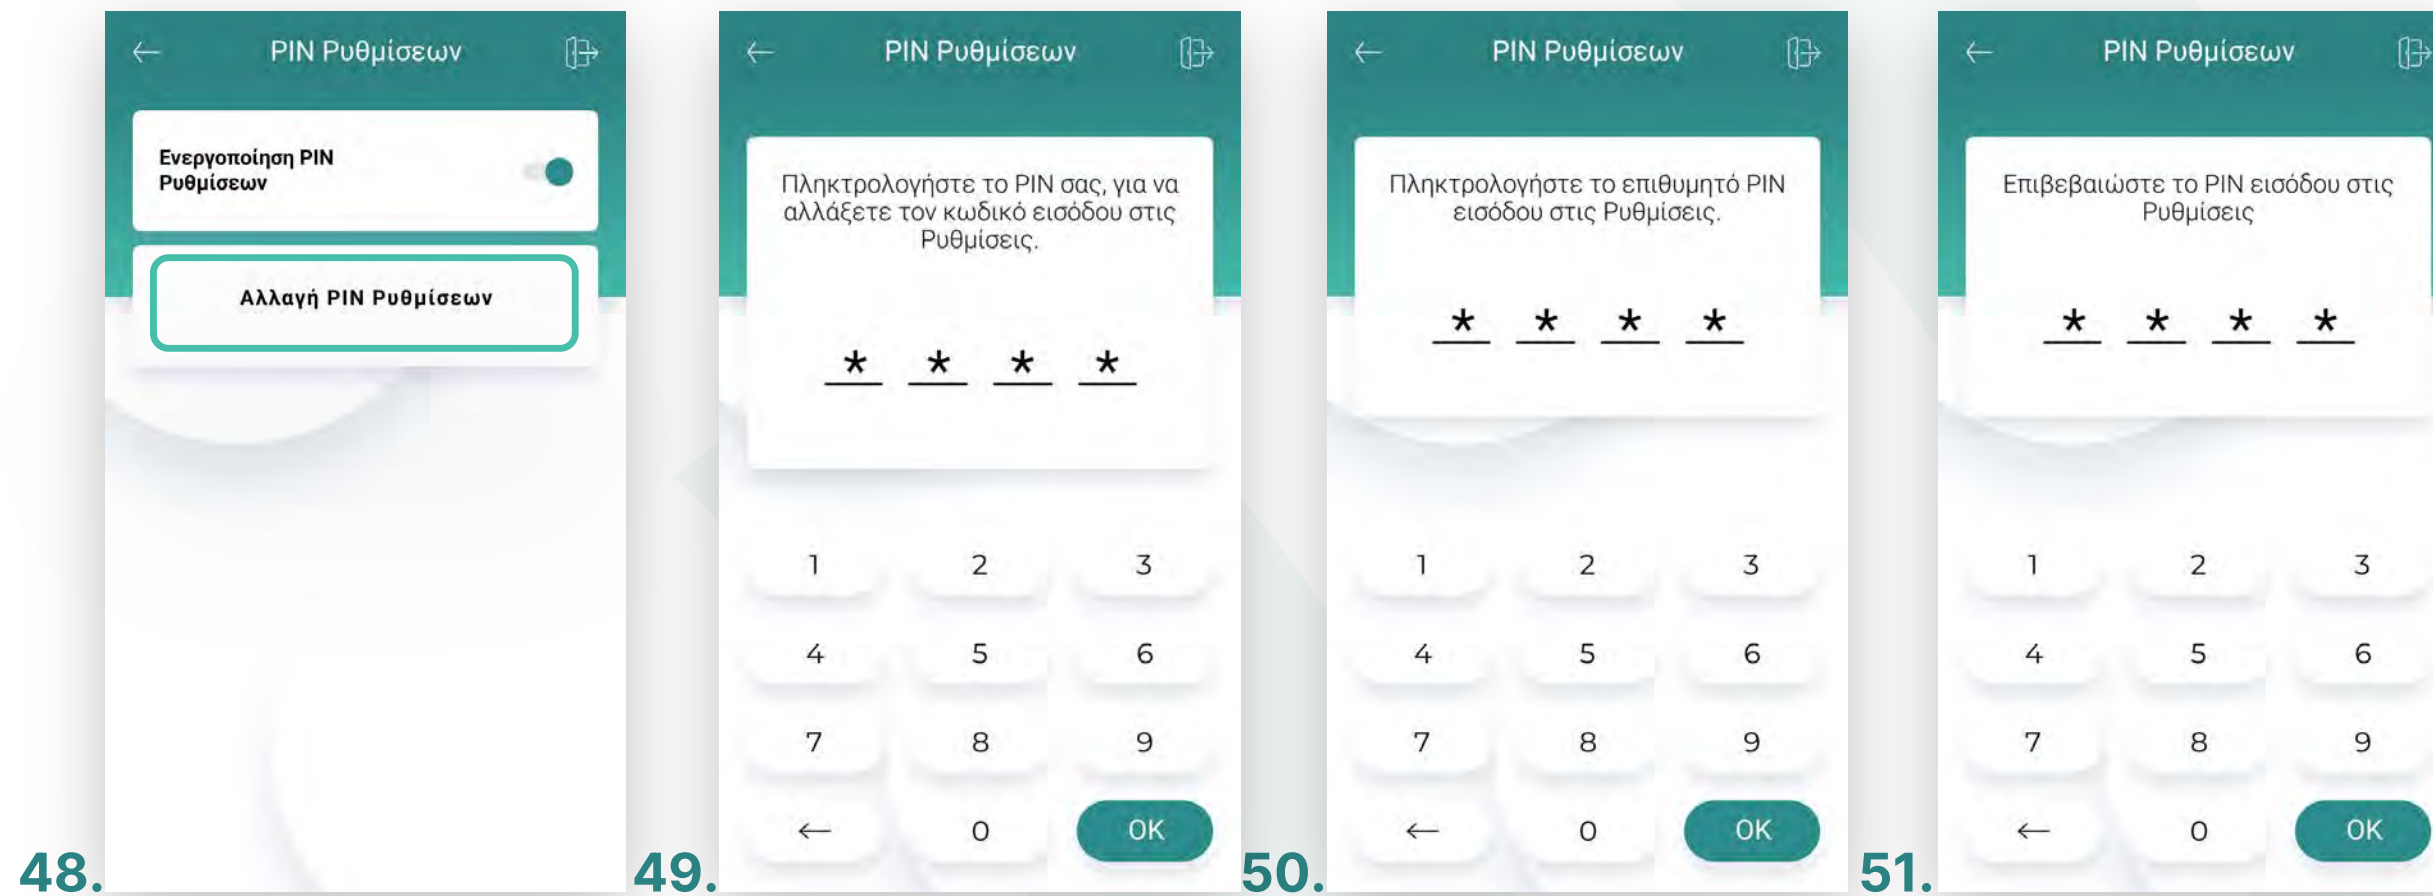 PIN Ρυθμίσεων
Ενεργοποίηση PIN
Ρυθμίσεων
Αλλαγή PIN Ρυθμίσεων
48.
PIN Ρυθμίσεων
Πληκτρολογήστε το PIN σας, για να
αλλάξετε τον κωδικό εισόδου στις
Ρυθμίσεις.
* * * *
1 2 3
4 5 6
7 8 9
← 0 OK
49.
PIN Ρυθμίσεων
Πληκτρολογήστε το επιθυμητό PIN
εισόδου στις Ρυθμίσεις.
* * * *
1 2 3
4 5 6
7 8 9
← 0 OK
50.
PIN Ρυθμίσεων
Επιβεβαιώστε το PIN εισόδου στις
Ρυθμίσεις
* * * *
1 2 3
4 5 6
7 8 9
← 0 OK
51.